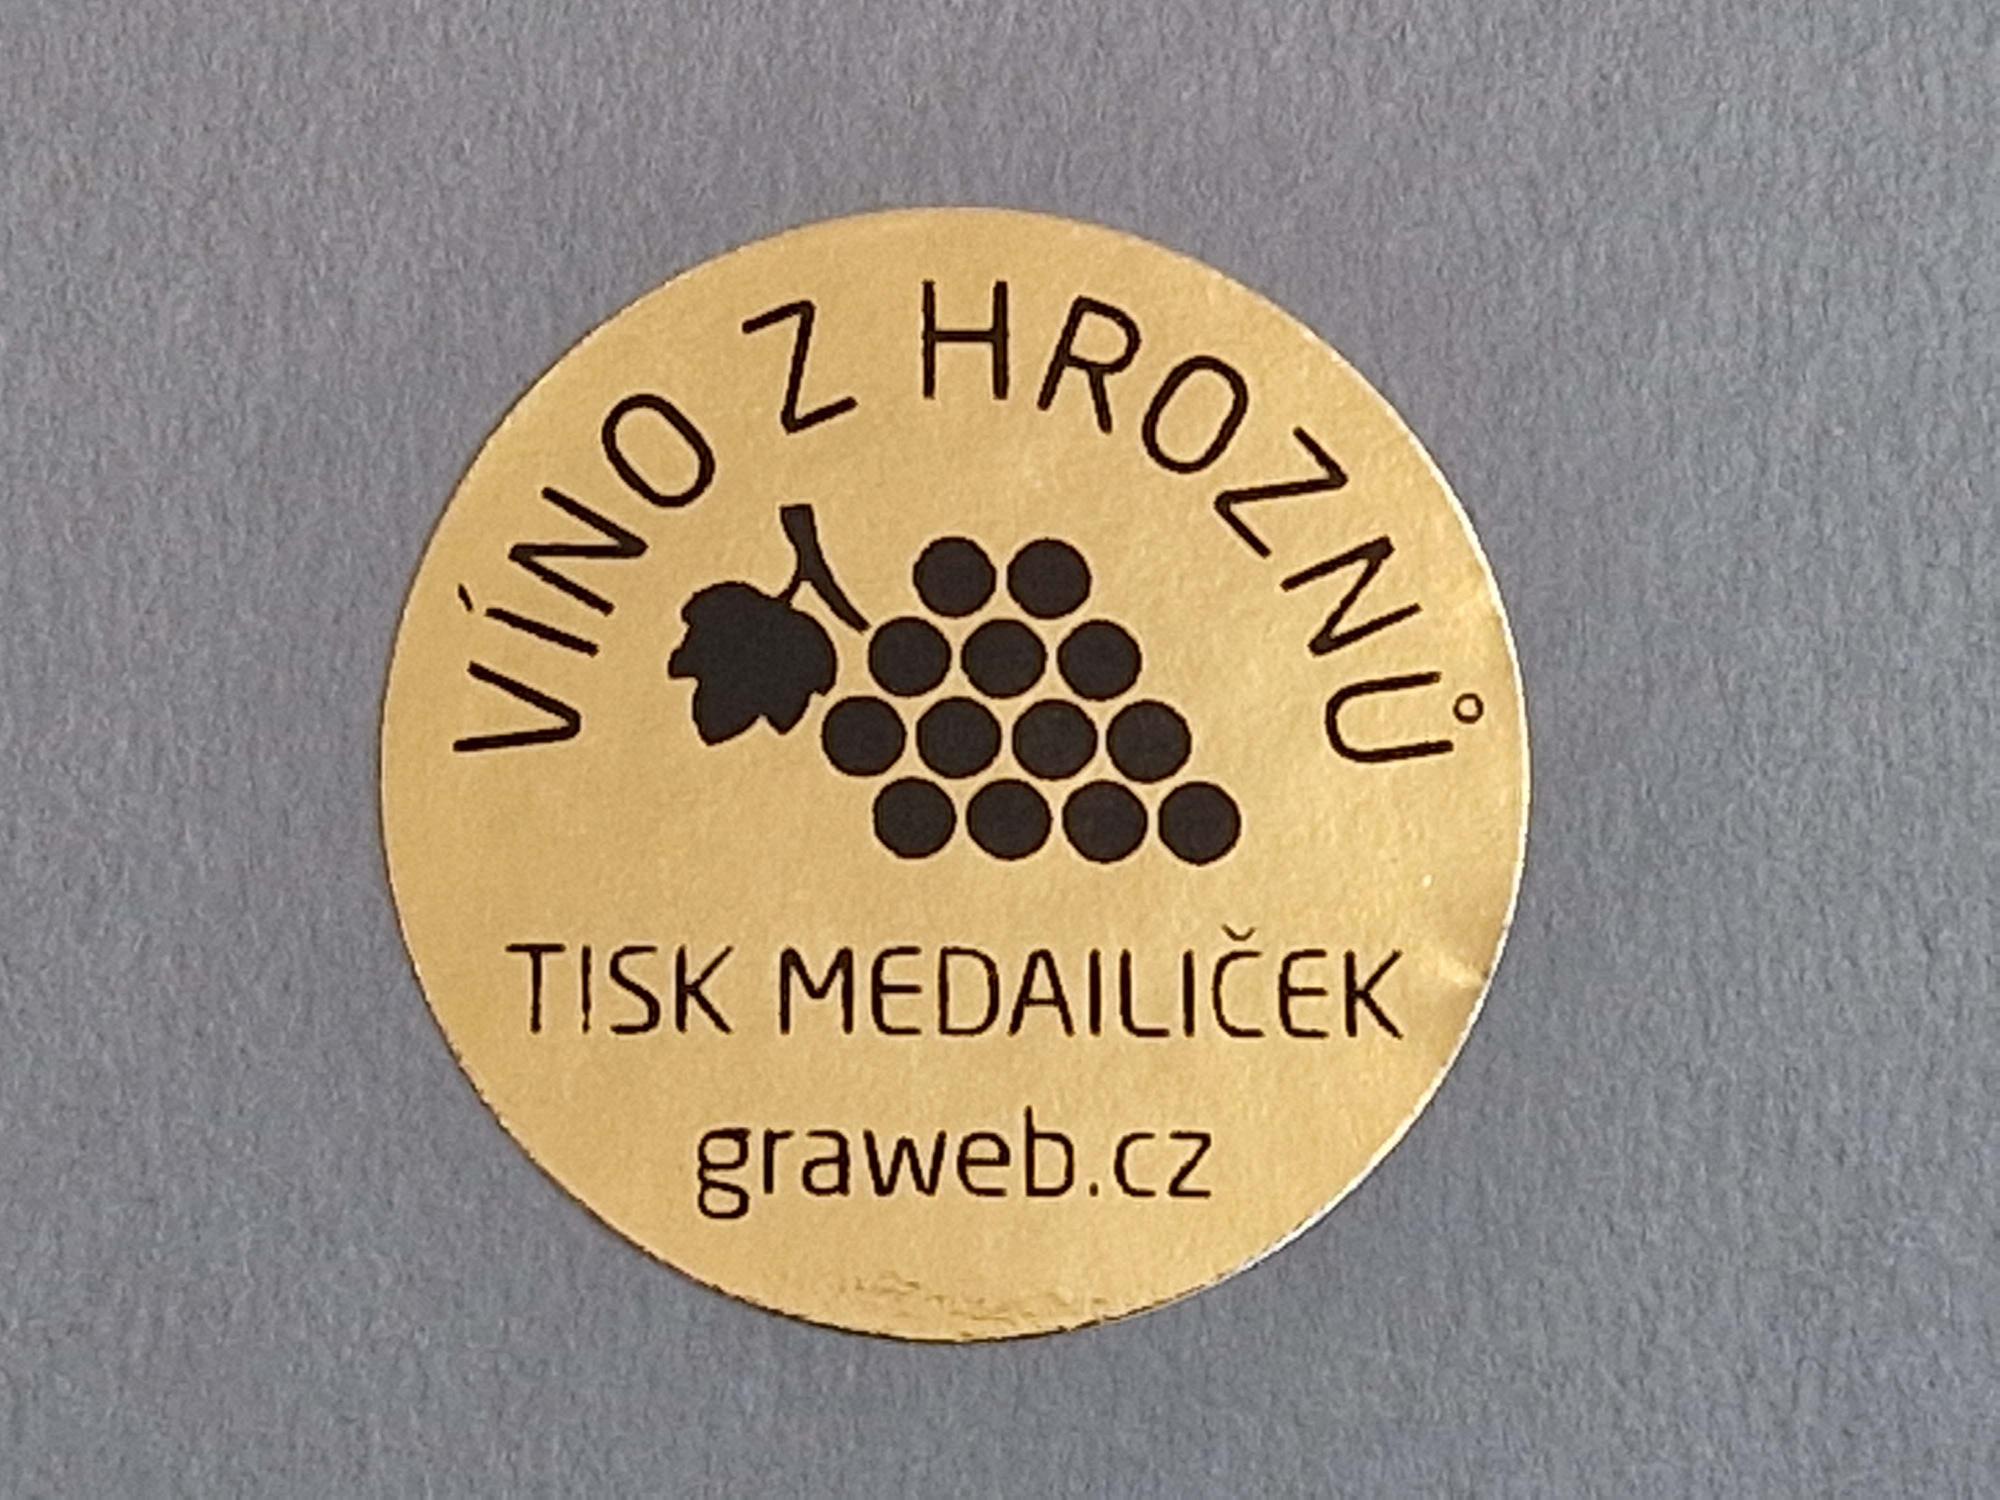 VÍNO Z HROZNŮ
TISK MEDAILIČEK
graweb.cz